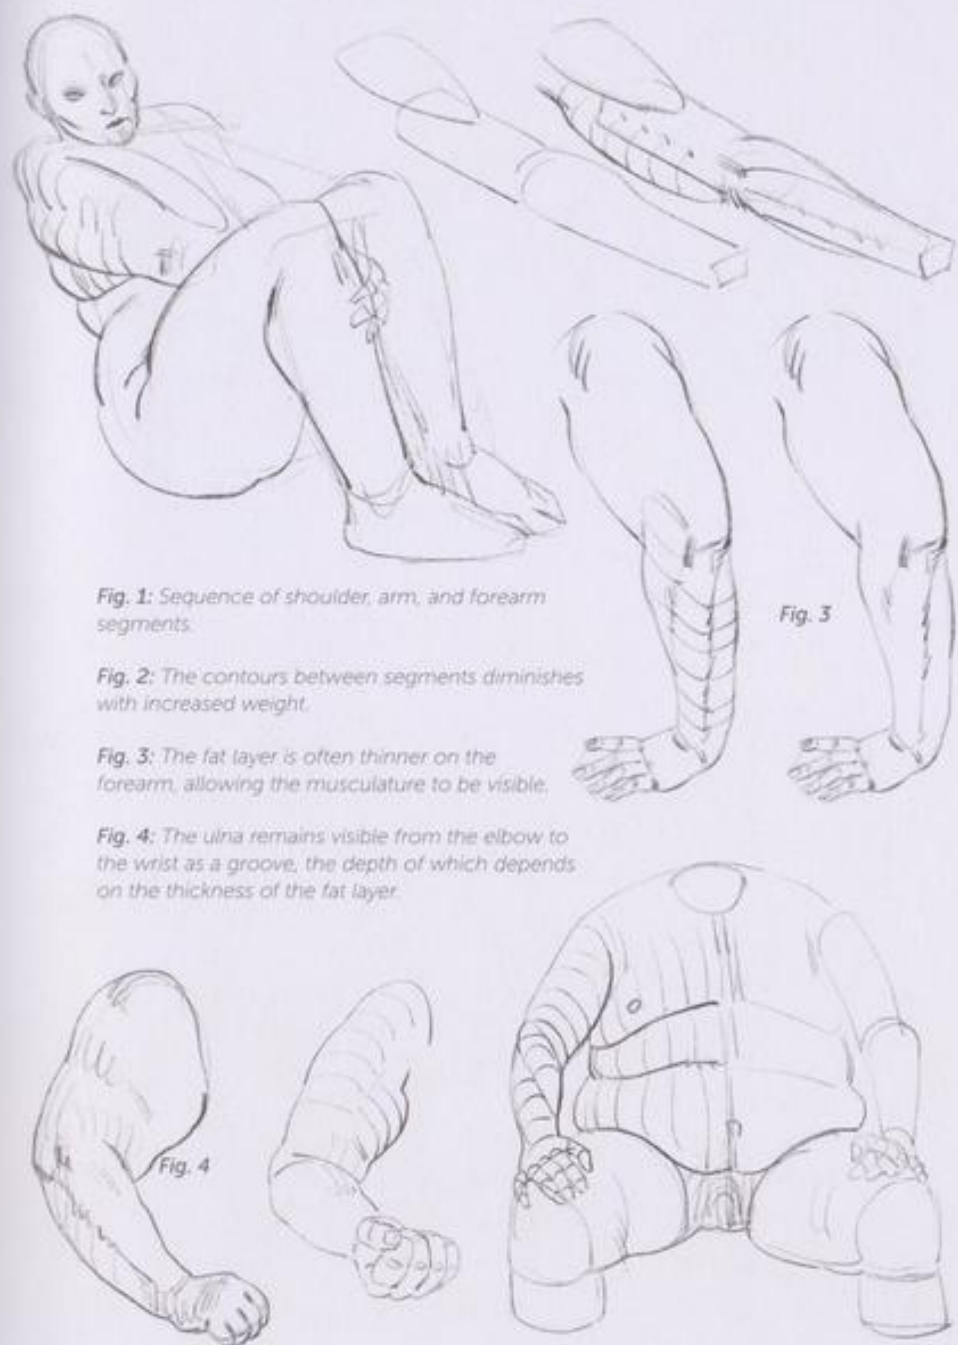 Fig. 1: Sequence of shoulder, arm, and forearm
segments.
Fig. 3
Fig. 2: The contours between segments diminishes
with increased weight.
Fig. 3: The fat layer is often thinner on the
forearm, allowing the musculature to be visible.
Fig. 4: The ulna remains visible from the elbow to
the wrist as a groove, the depth of which depends
on the thickness of the fat layer.
Fig. 4